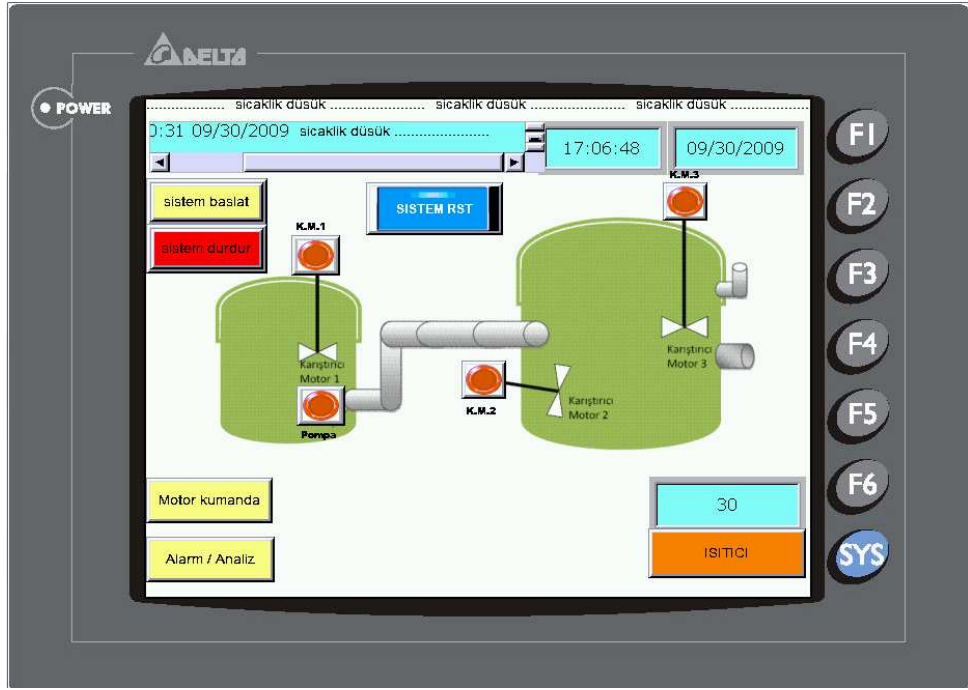 DELTA
POWER
.................. sicaklik düsük ...................... sicaklik düsük ...................... sicaklik düsük ..................
0:31 09/30/2009 sicaklik düsük ......................
17:06:48
09/30/2009
F1
K.M.3
sistem baslat
SISTEM RST
F2
K.M.1
sistem durdur
F3
Karıştırıcı
Motor 1
Karıştırıcı
Motor 3
F4
K.M.2
Karıştırıcı
Motor 2
F5
Pompa
Motor kumanda
30
F6
Alarm / Analiz
ISITICI
SYS